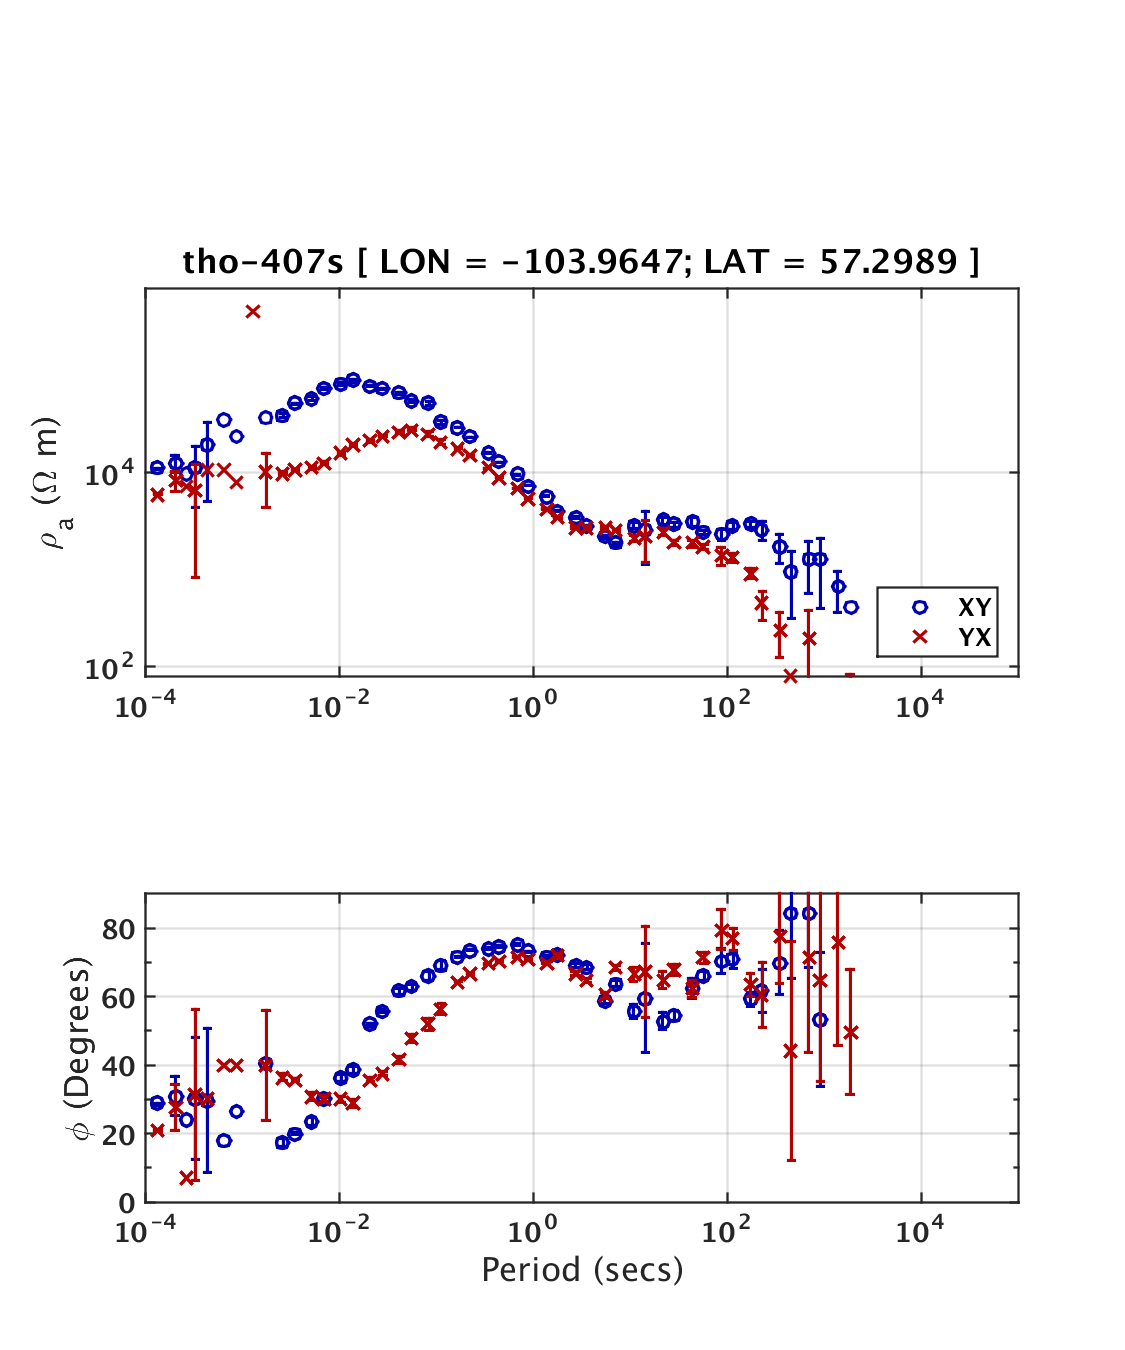 tho-407s [ LON = -103.9647; LAT = 57.2989 ]
ρa (Ω m)
10^4
10^2
XY
YX
10^-4 10^-2 10^0 10^2 10^4
φ (Degrees)
80
60
40
20
0
10^-4 10^-2 10^0 10^2 10^4
Period (secs)